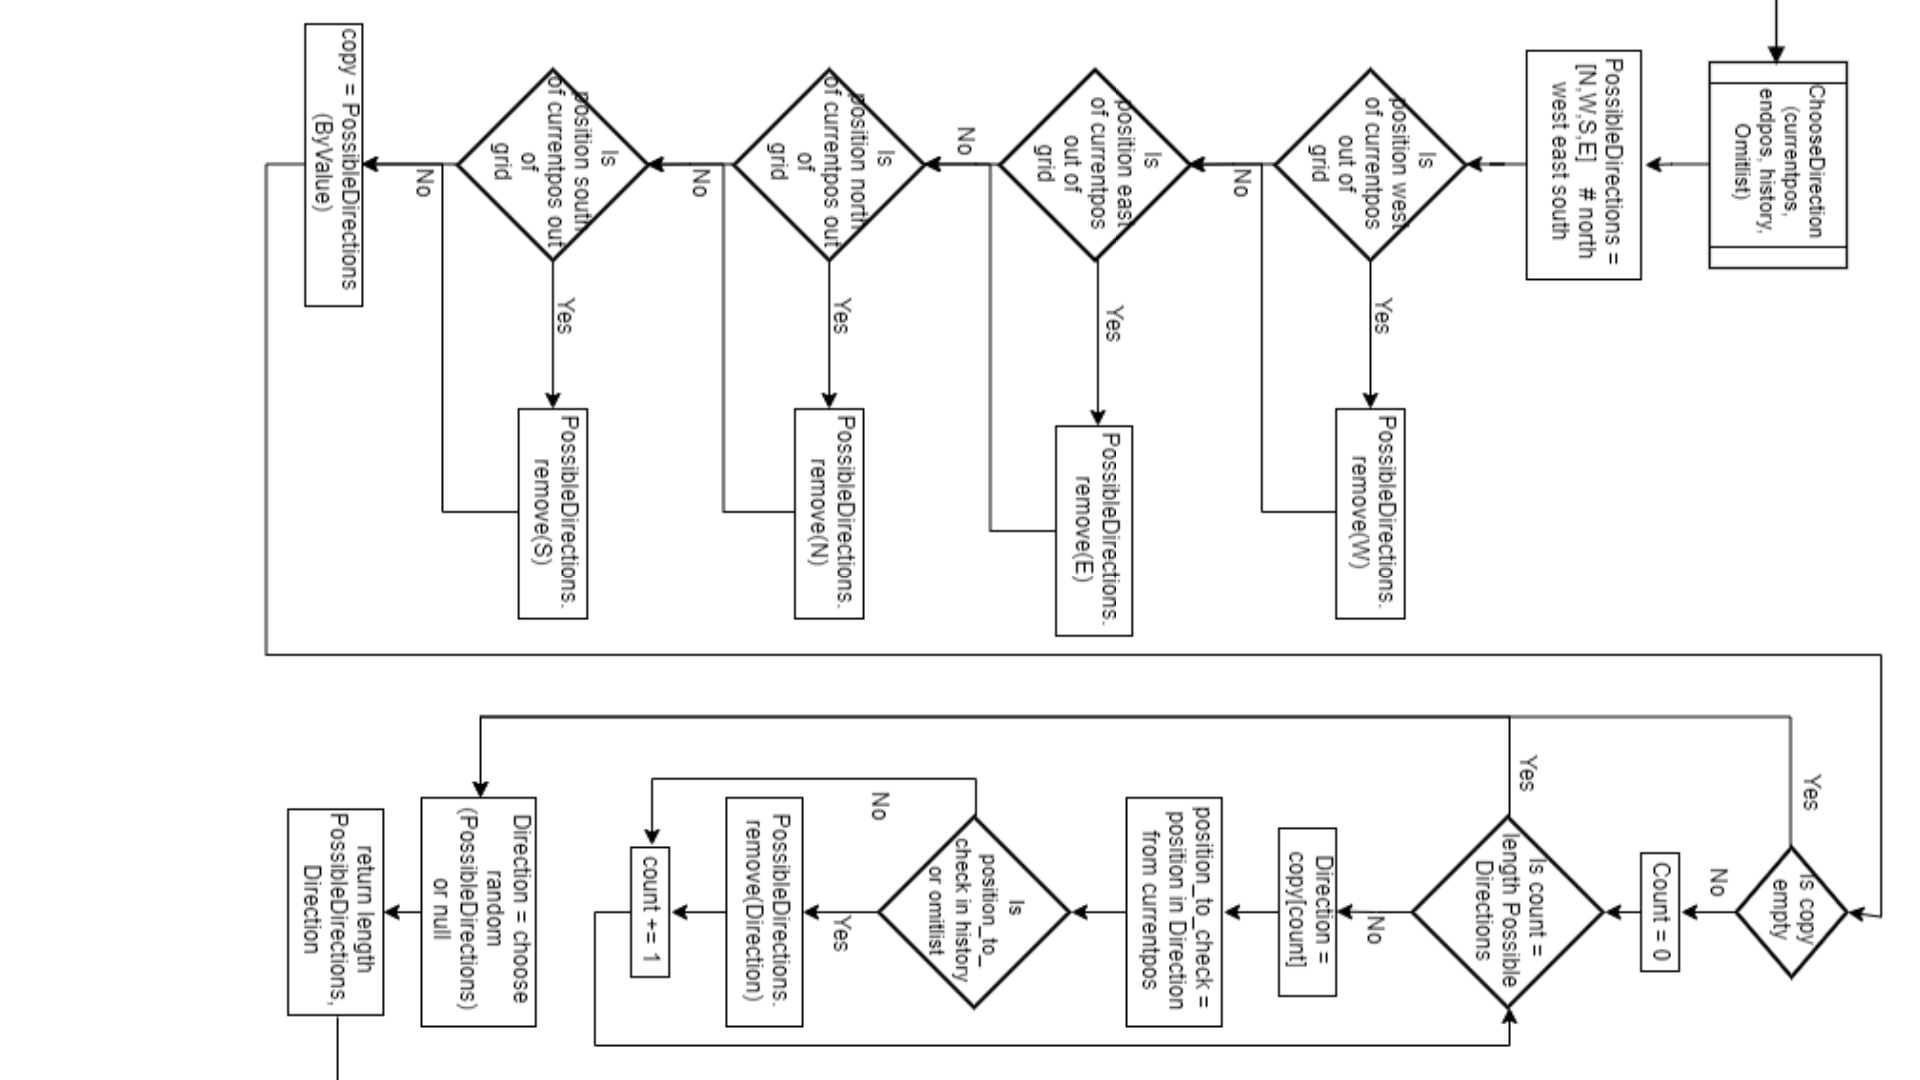 ChooseDirection
(currentpos,
endpos, history,
Omitlist)
PossibleDirections =
[N,W,S,E] # north
west east south
Is
position west
of currentpos
out of
grid
Yes
PossibleDirections.
remove(W)
No
Is
position east
of currentpos
out of
grid
Yes
PossibleDirections.
remove(E)
No
Is
position north
of currentpos out
of
grid
Yes
PossibleDirections.
remove(N)
No
Is
position south
of currentpos out
of
grid
Yes
PossibleDirections.
remove(S)
No
copy = PossibleDirections
(ByValue)
Is copy
empty
Yes
No
Count = 0
Is count =
length Possible
Directions
Yes
No
Direction =
copy[count]
position_to_check =
position in Direction
from currentpos
Is
position_to_
check in history
or omitlist
No
Yes
PossibleDirections.
remove(Direction)
count += 1
Direction = choose
random
(PossibleDirections)
or null
return length
PossibleDirections,
Direction